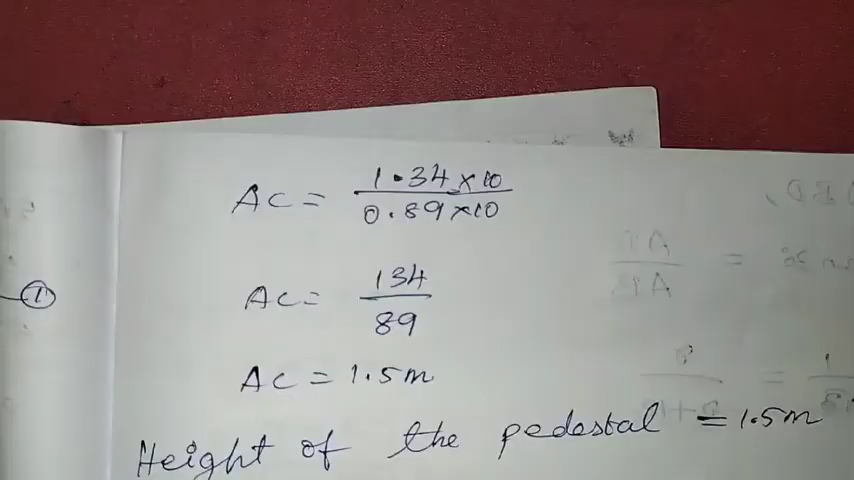 AC = 1.34 × 10 / 0.89 × 10
① AC = 134 / 89
AC = 1.5m
Height of the pedestal = 1.5m